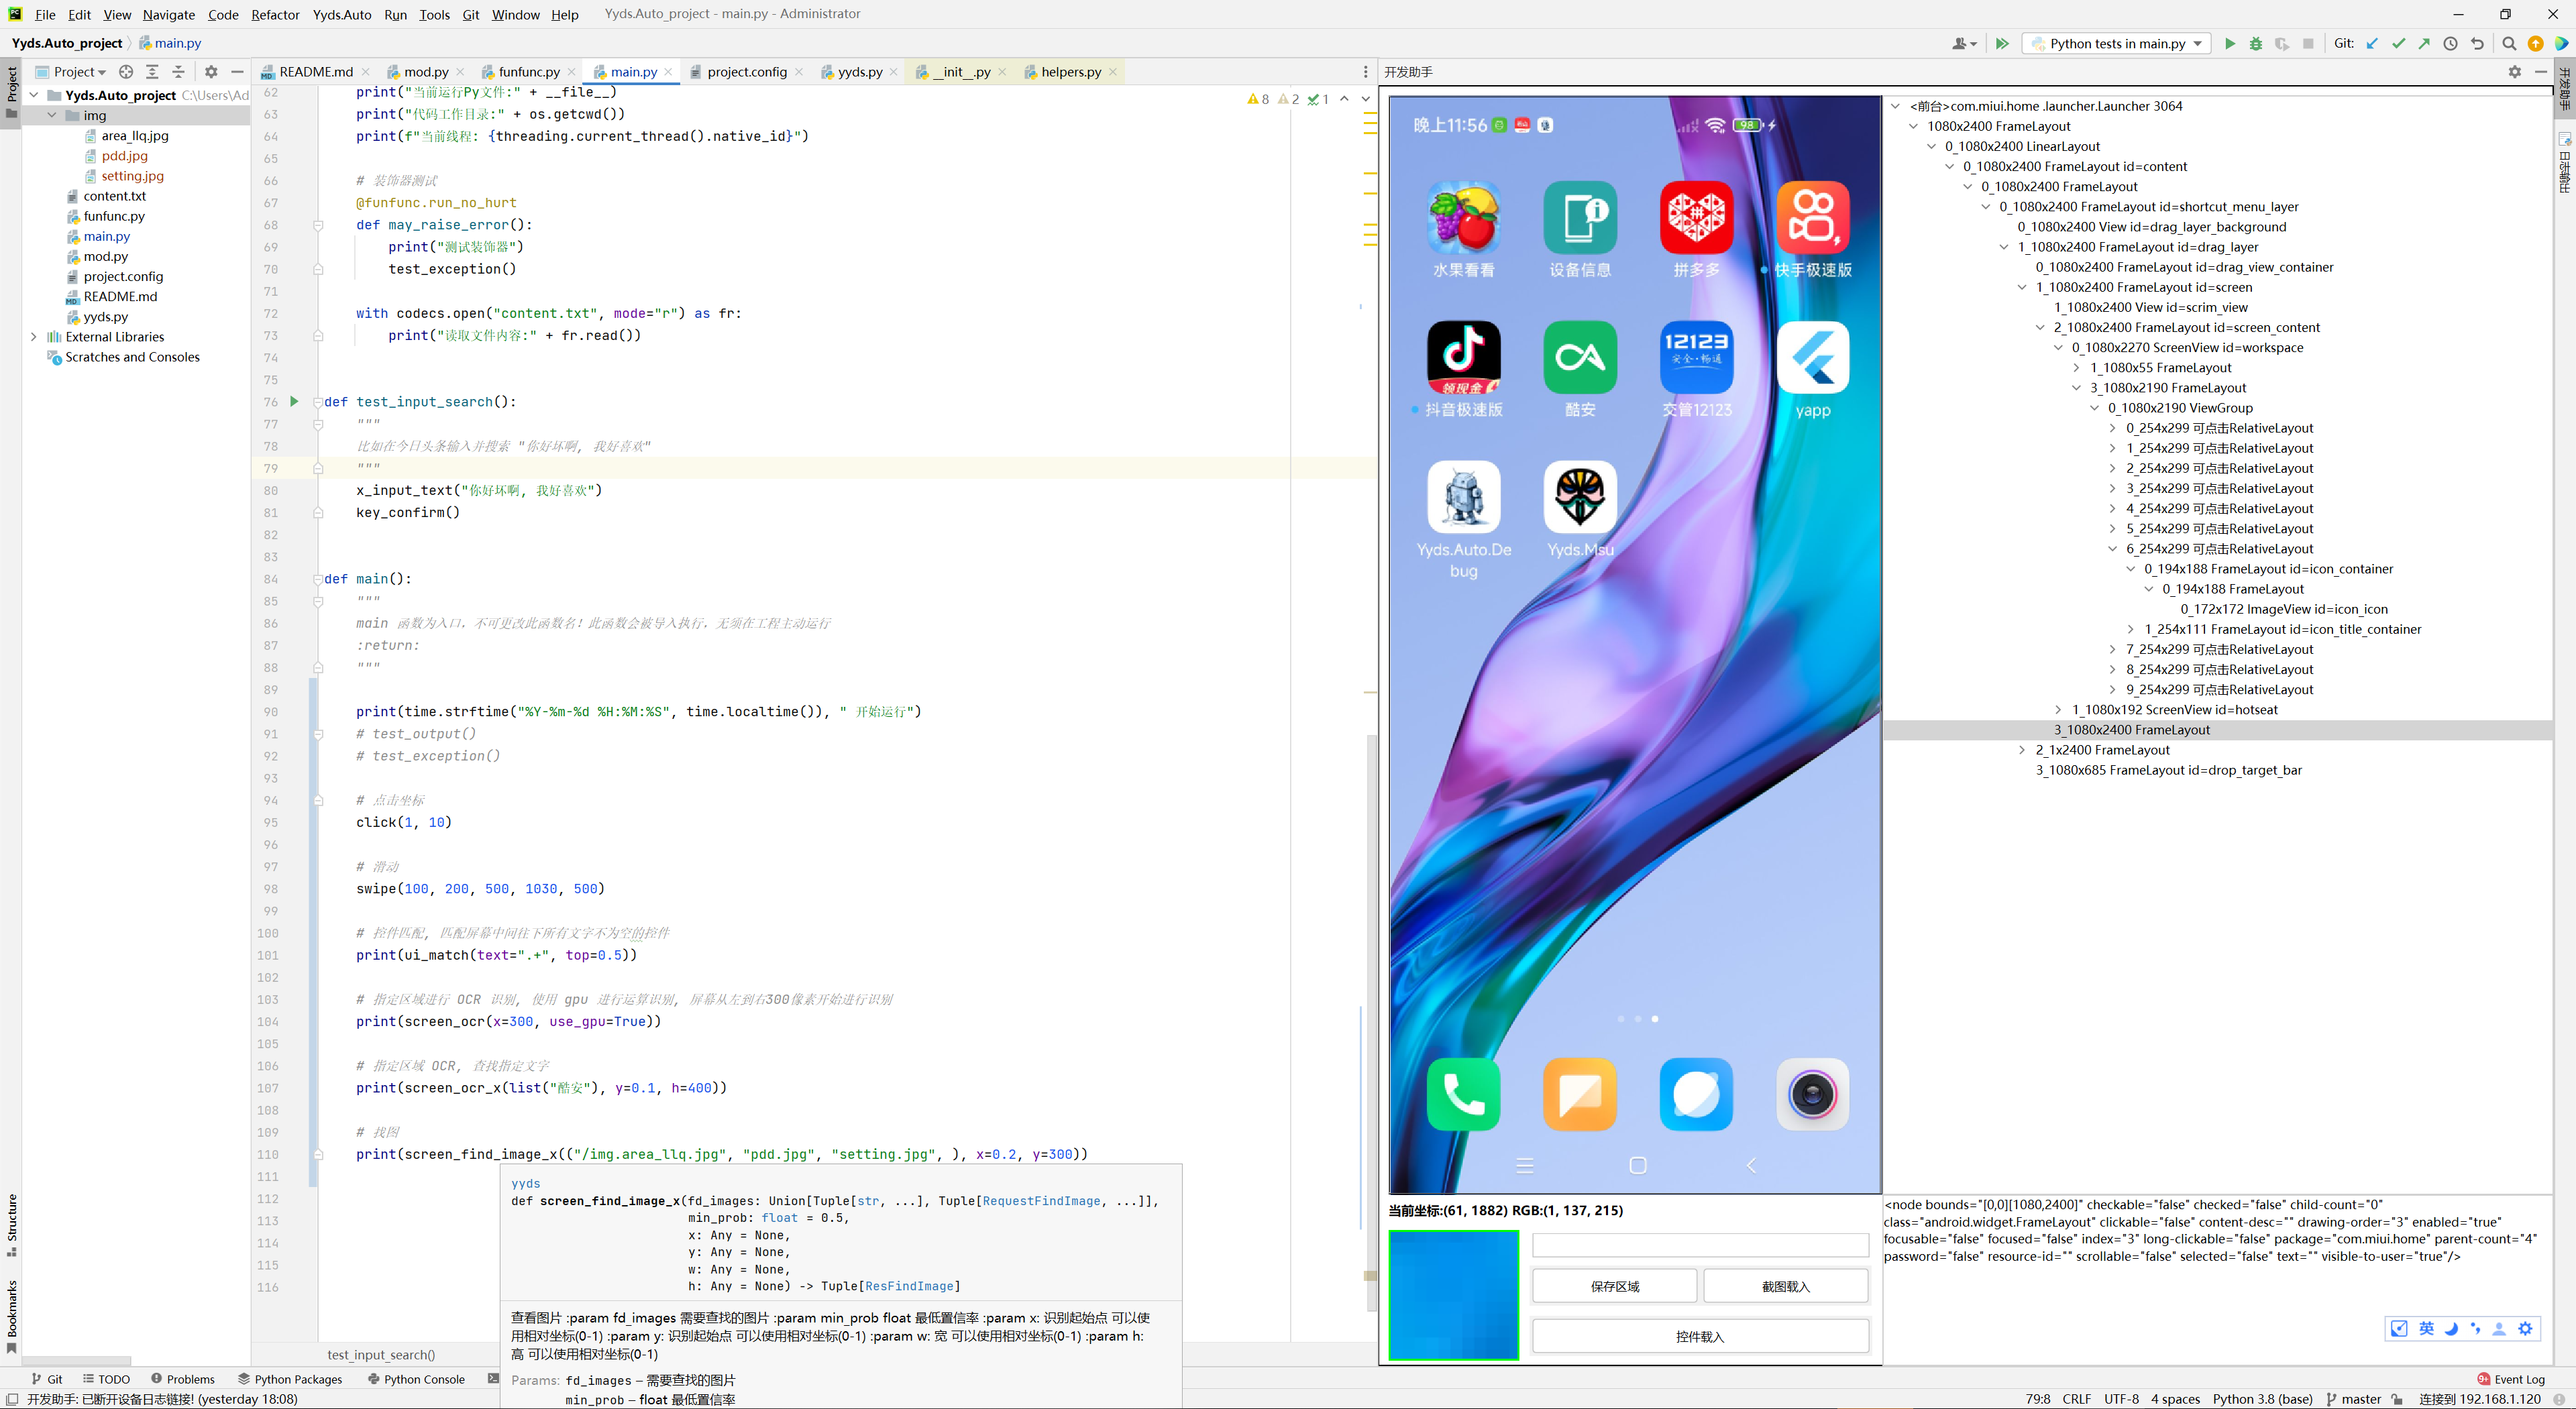 File Edit View Navigate Code Refactor Yyds.Auto Run Tools Git Window Help Yyds.Auto_project - main.py - Administrator
Yyds.Auto_project main.py
Python tests in main.py Git:
Project
README.md mod.py funfunc.py main.py project.config yyds.py __init__.py helpers.py
开发助手
Yyds.Auto_project C:\Users\Ad
img
area_llq.jpg
pdd.jpg
setting.jpg
content.txt
funfunc.py
main.py
mod.py
project.config
README.md
yyds.py
External Libraries
Scratches and Consoles
Project
Structure
Bookmarks
8 2 1
62 print("当前运行Py文件:" + __file__)
63 print("代码工作目录:" + os.getcwd())
64 print(f"当前线程: {threading.current_thread().native_id}")
65
66 # 装饰器测试
67 @funfunc.run_no_hurt
68 def may_raise_error():
69 print("测试装饰器")
70 test_exception()
71
72 with codecs.open("content.txt", mode="r") as fr:
73 print("读取文件内容:" + fr.read())
74
75
76 def test_input_search():
77 """
78 比如在今日头条输入并搜索 "你好坏啊, 我好喜欢"
79 """
80 x_input_text("你好坏啊, 我好喜欢")
81 key_confirm()
82
83
84 def main():
85 """
86 main 函数为入口，不可更改此函数名！此函数会被导入执行，无须在工程主动运行
87 :return:
88 """
89
90 print(time.strftime("%Y-%m-%d %H:%M:%S", time.localtime()), " 开始运行")
91 # test_output()
92 # test_exception()
93
94 # 点击坐标
95 click(1, 10)
96
97 # 滑动
98 swipe(100, 200, 500, 1030, 500)
99
100 # 控件匹配, 匹配屏幕中间往下所有文字不为空的控件
101 print(ui_match(text=".+", top=0.5))
102
103 # 指定区域进行 OCR 识别, 使用 gpu 进行运算识别, 屏幕从左到右300像素开始进行识别
104 print(screen_ocr(x=300, use_gpu=True))
105
106 # 指定区域 OCR, 查找指定文字
107 print(screen_ocr_x(list("酷安"), y=0.1, h=400))
108
109 # 找图
110 print(screen_find_image_x(("/img.area_llq.jpg", "pdd.jpg", "setting.jpg", ), x=0.2, y=300))
111
112
113
114
115
116
yyds
def screen_find_image_x(fd_images: Union[Tuple[str, ...], Tuple[RequestFindImage, ...]],
min_prob: float = 0.5,
x: Any = None,
y: Any = None,
w: Any = None,
h: Any = None) -> Tuple[ResFindImage]
查看图片 :param fd_images 需要查找的图片 :param min_prob float 最低置信率 :param x: 识别起始点 可以使
用相对坐标(0-1) :param y: 识别起始点 可以使用相对坐标(0-1) :param w: 宽 可以使用相对坐标(0-1) :param h:
高 可以使用相对坐标(0-1)
Params: fd_images – 需要查找的图片
min_prob – float 最低置信率
test_input_search()
晚上11:56 98
水果看看 设备信息 拼多多 快手极速版
领现金
12123
安全·畅通
抖音极速版 酷安 交管12123 yapp
Yyds.Auto.De
bug
Yyds.Msu
当前坐标:(61, 1882) RGB:(1, 137, 215)
保存区域 截图载入
控件载入
<前台>com.miui.home .launcher.Launcher 3064
1080x2400 FrameLayout
0_1080x2400 LinearLayout
0_1080x2400 FrameLayout id=content
0_1080x2400 FrameLayout
0_1080x2400 FrameLayout id=shortcut_menu_layer
0_1080x2400 View id=drag_layer_background
1_1080x2400 FrameLayout id=drag_layer
0_1080x2400 FrameLayout id=drag_view_container
1_1080x2400 FrameLayout id=screen
1_1080x2400 View id=scrim_view
2_1080x2400 FrameLayout id=screen_content
0_1080x2270 ScreenView id=workspace
1_1080x55 FrameLayout
3_1080x2190 FrameLayout
0_1080x2190 ViewGroup
0_254x299 可点击RelativeLayout
1_254x299 可点击RelativeLayout
2_254x299 可点击RelativeLayout
3_254x299 可点击RelativeLayout
4_254x299 可点击RelativeLayout
5_254x299 可点击RelativeLayout
6_254x299 可点击RelativeLayout
0_194x188 FrameLayout id=icon_container
0_194x188 FrameLayout
0_172x172 ImageView id=icon_icon
1_254x111 FrameLayout id=icon_title_container
7_254x299 可点击RelativeLayout
8_254x299 可点击RelativeLayout
9_254x299 可点击RelativeLayout
1_1080x192 ScreenView id=hotseat
3_1080x2400 FrameLayout
2_1x2400 FrameLayout
3_1080x685 FrameLayout id=drop_target_bar
<node bounds="[0,0][1080,2400]" checkable="false" checked="false" child-count="0"
class="android.widget.FrameLayout" clickable="false" content-desc="" drawing-order="3" enabled="true"
focusable="false" focused="false" index="3" long-clickable="false" package="com.miui.home" parent-count="4"
password="false" resource-id="" scrollable="false" selected="false" text="" visible-to-user="true"/>
英
开发助手
日志输出
Git TODO Problems Python Packages Python Console
9+ Event Log
开发助手: 已断开设备日志链接! (yesterday 18:08)
79:8 CRLF UTF-8 4 spaces Python 3.8 (base) master 连接到 192.168.1.120